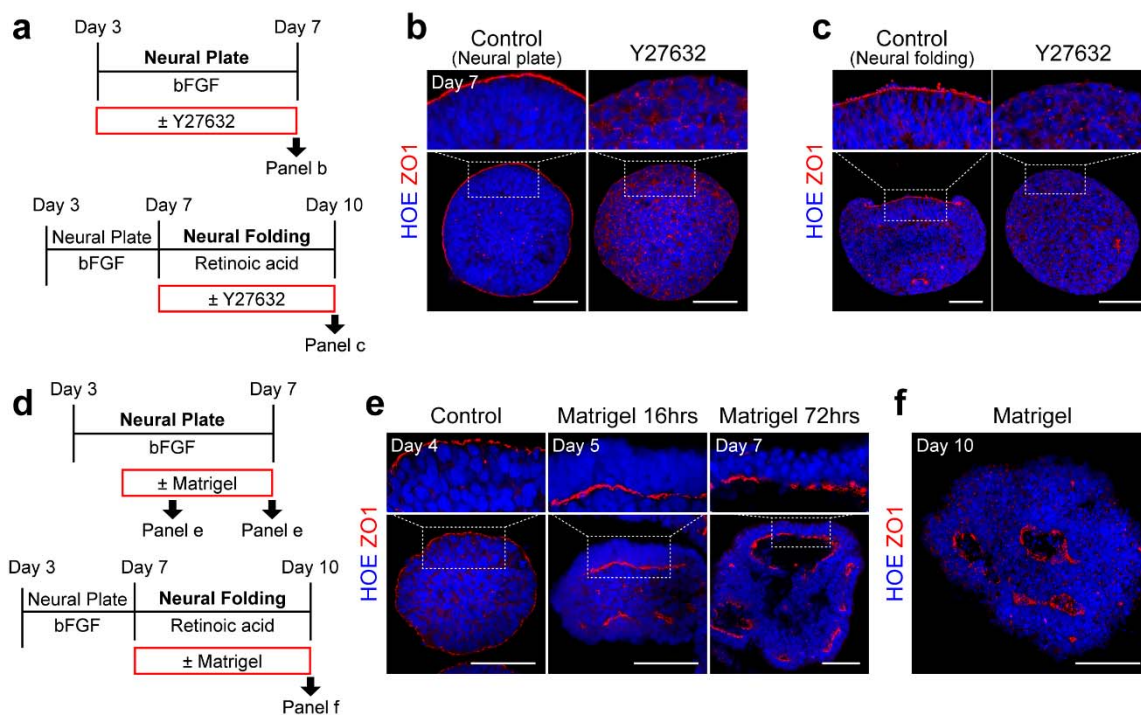 a
Day 3 Day 7
Neural Plate
bFGF
± Y27632
Panel b
Day 3 Day 7 Day 10
Neural Plate Neural Folding
bFGF Retinoic acid
± Y27632
Panel c
b
Control Y27632
(Neural plate)
Day 7
HOE ZO1
c
Control Y27632
(Neural folding)
HOE ZO1
d
Day 3 Day 7
Neural Plate
bFGF
± Matrigel
Panel e Panel e
Day 3 Day 7 Day 10
Neural Plate Neural Folding
bFGF Retinoic acid
± Matrigel
Panel f
e
Control Matrigel 16hrs Matrigel 72hrs
Day 4 Day 5 Day 7
HOE ZO1
f
Matrigel
Day 10
HOE ZO1